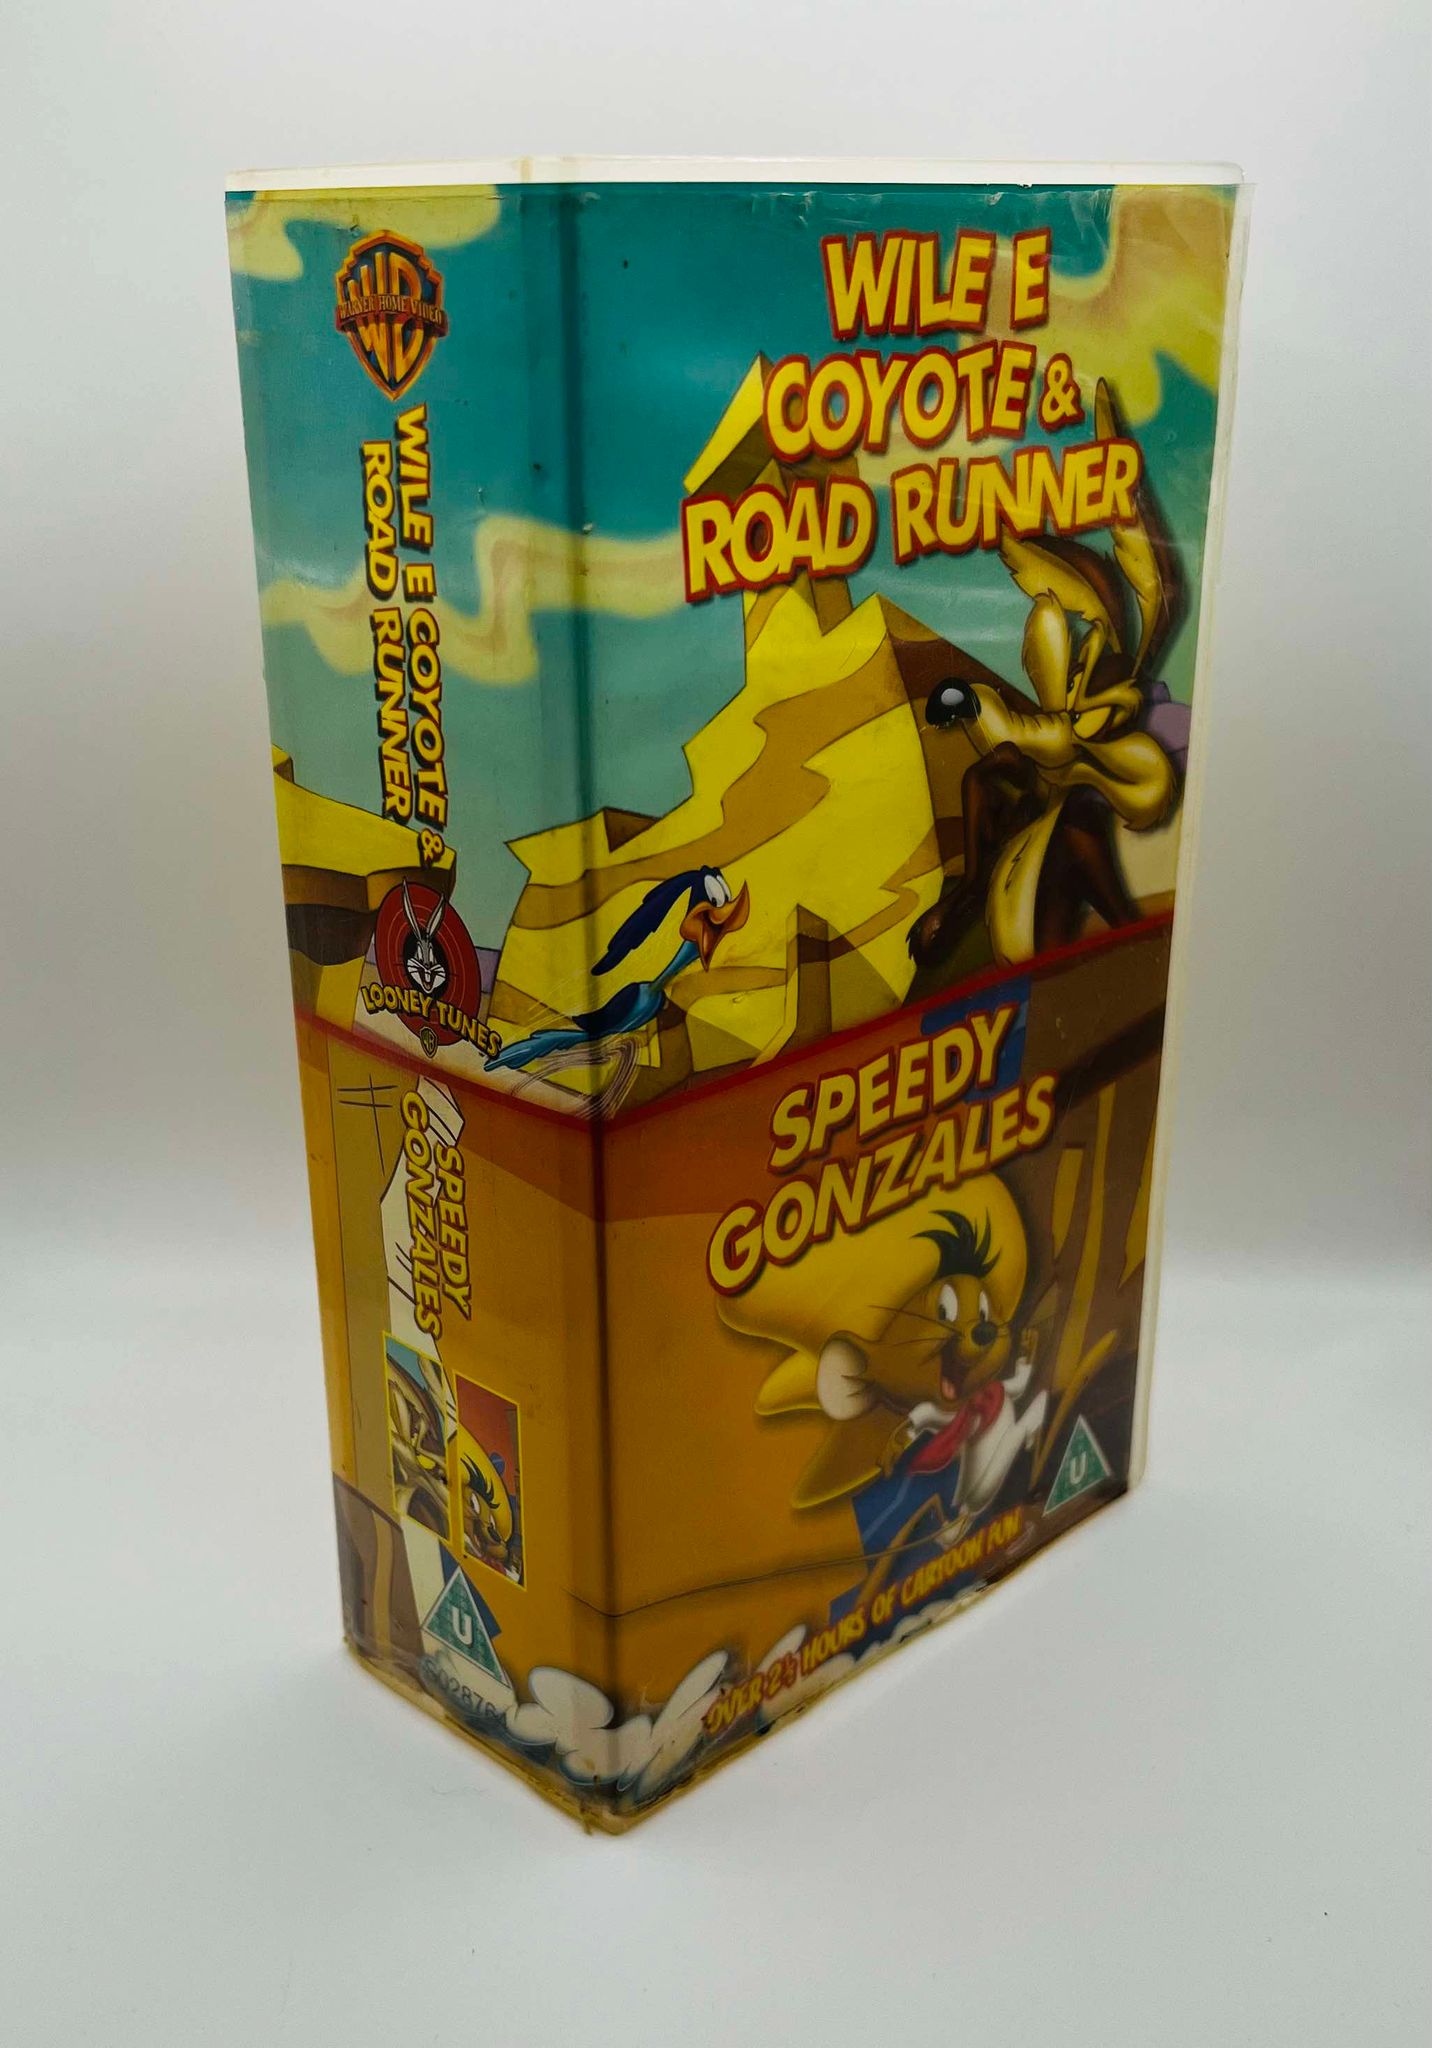 WARNER HOME VIDEO
WILE E COYOTE &
ROAD RUNNER
LOONEY TUNES
WB
SPEEDY
GONZALES
U
WILE E
COYOTE &
ROAD RUNNER
SPEEDY
GONZALES
U
OVER 2½ HOURS OF CARTOON FUN